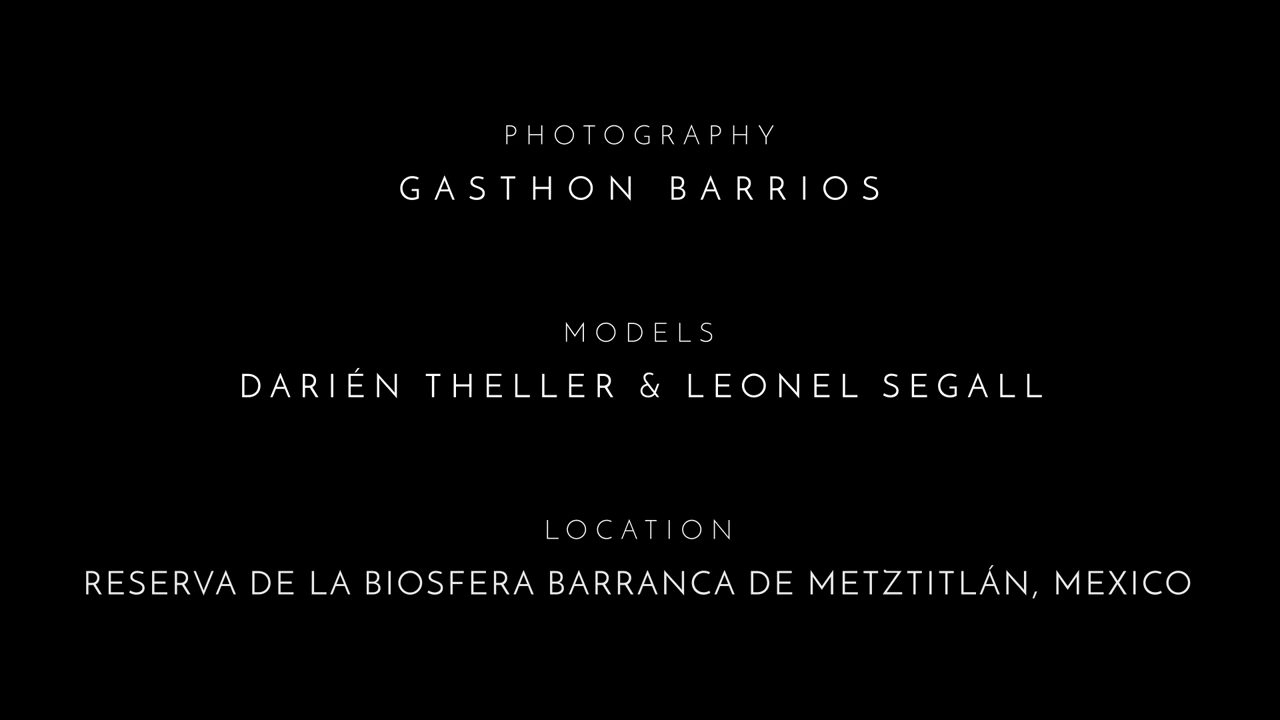 PHOTOGRAPHY
GASTHON BARRIOS
MODELS
DARIÉN THELLER & LEONEL SEGALL
LOCATION
RESERVA DE LA BIOSFERA BARRANCA DE METZTITLÁN, MEXICO